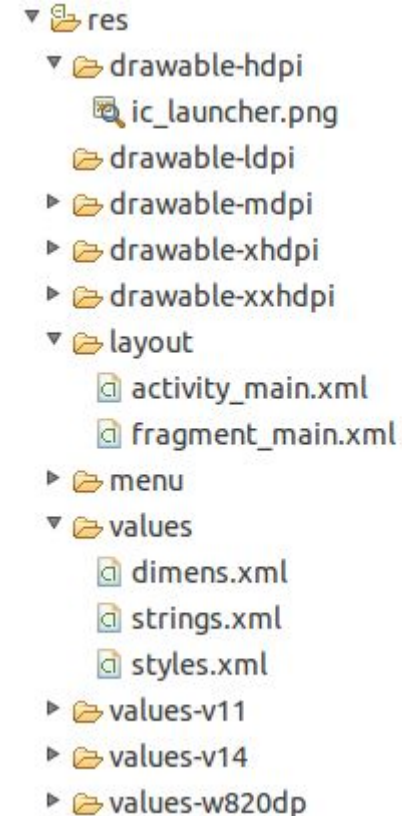 res
drawable-hdpi
ic_launcher.png
drawable-ldpi
drawable-mdpi
drawable-xhdpi
drawable-xxhdpi
layout
activity_main.xml
fragment_main.xml
menu
values
dimens.xml
strings.xml
styles.xml
values-v11
values-v14
values-w820dp